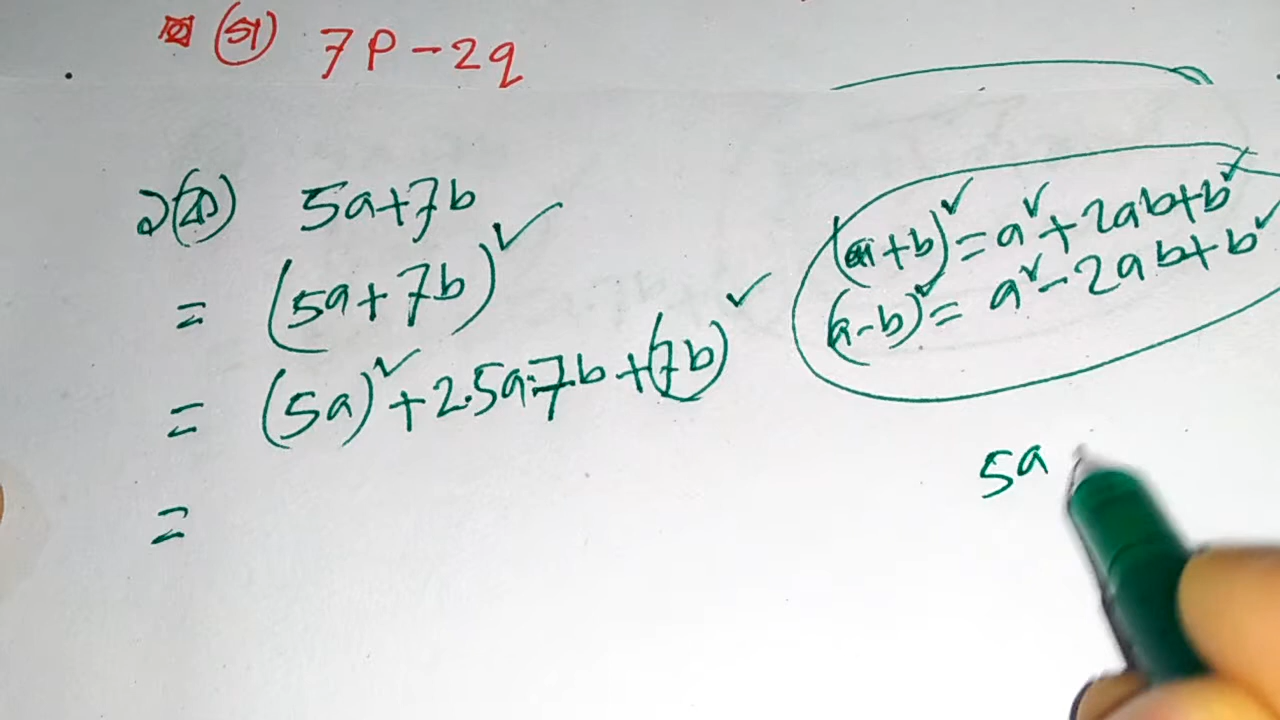 (গ) 7P-2q
১(ক) 5a+7b
= (5a+7b)²
= (5a)²+2.5a.7b+(7b)²
=
(a+b)²=a²+2ab+b²
(a-b)²=a²-2ab+b²
5a